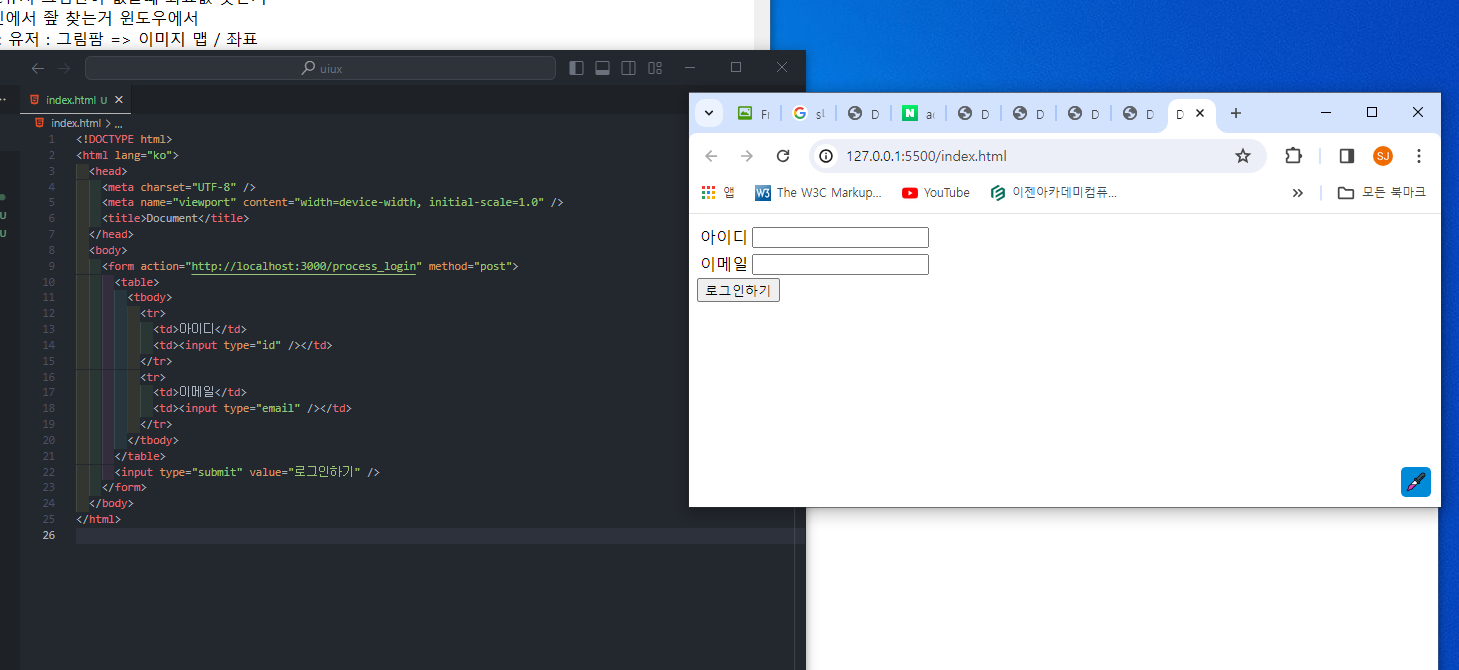 에서 좦 찾는거 윈도우에서
: 유저 : 그림팜 => 이미지 맵 / 좌표
uiux
index.html U
index.html > ...
1 <!DOCTYPE html>
2 <html lang="ko">
3 <head>
4 <meta charset="UTF-8" />
5 <meta name="viewport" content="width=device-width, initial-scale=1.0" />
6 <title>Document</title>
7 </head>
8 <body>
9 <form action="http://localhost:3000/process_login" method="post">
10 <table>
11 <tbody>
12 <tr>
13 <td>아이디</td>
14 <td><input type="id" /></td>
15 </tr>
16 <tr>
17 <td>이메일</td>
18 <td><input type="email" /></td>
19 </tr>
20 </tbody>
21 </table>
22 <input type="submit" value="로그인하기" />
23 </form>
24 </body>
25 </html>
26
U
U
D D D D D D
127.0.0.1:5500/index.html
SJ
앱 W3 The W3C Markup... YouTube 이젠아카데미컴퓨... 모든 북마크
아이디
이메일
로그인하기